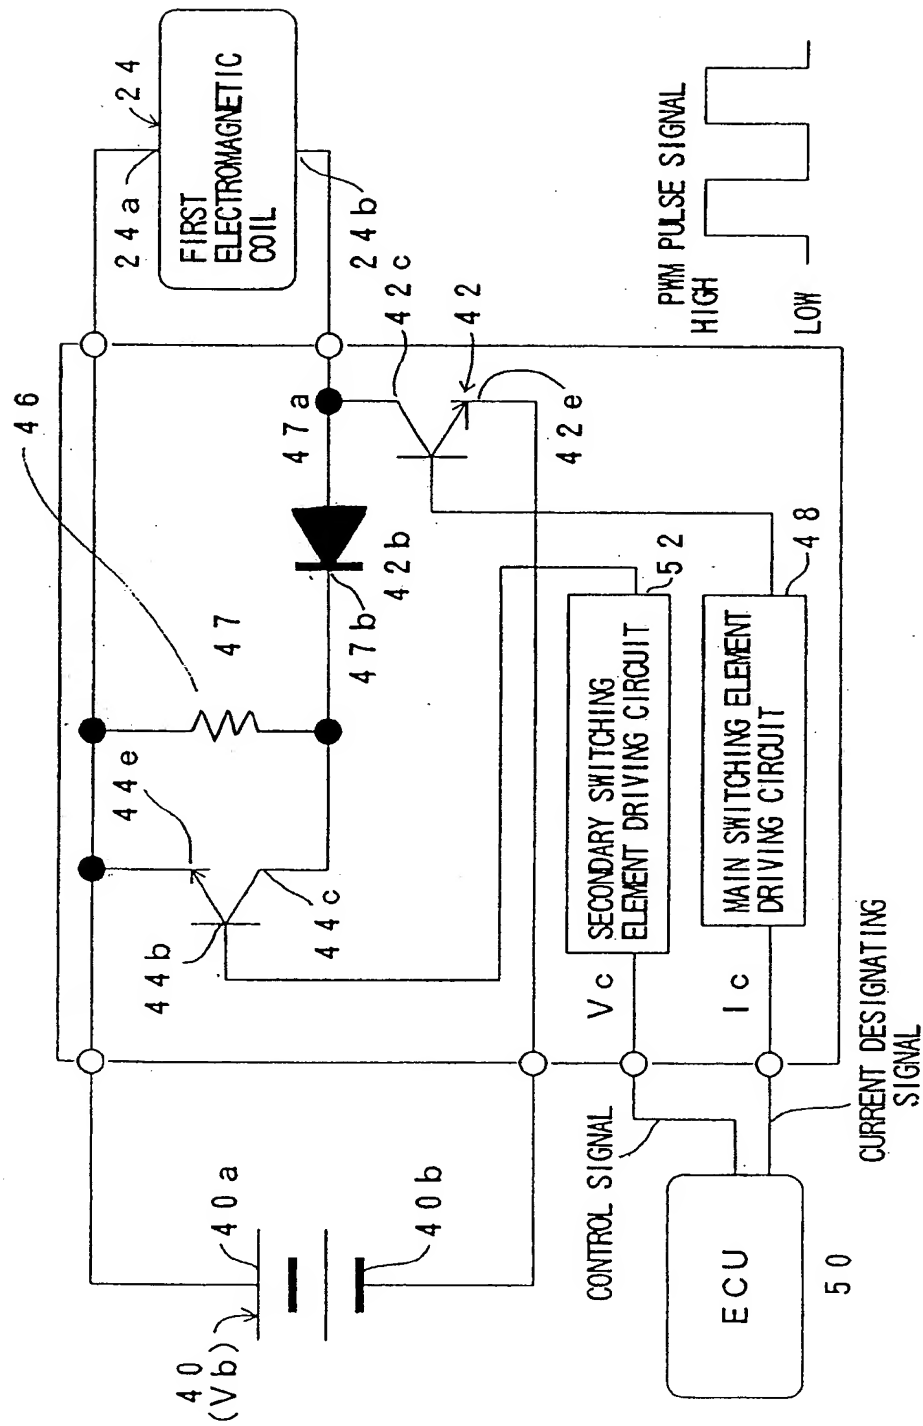 46
44e
24a
24
44b
40
(Vb)
40a
47
FIRST
ELECTROMAGNETIC
COIL
44c
47a
47b
24b
42b
42c
40b
42
42e
CONTROL SIGNAL
Vc
SECONDARY SWITCHING
ELEMENT DRIVING CIRCUIT
52
PWM PULSE SIGNAL
HIGH
LOW
ECU
Ic
MAIN SWITCHING ELEMENT
DRIVING CIRCUIT
48
50
CURRENT DESIGNATING
SIGNAL